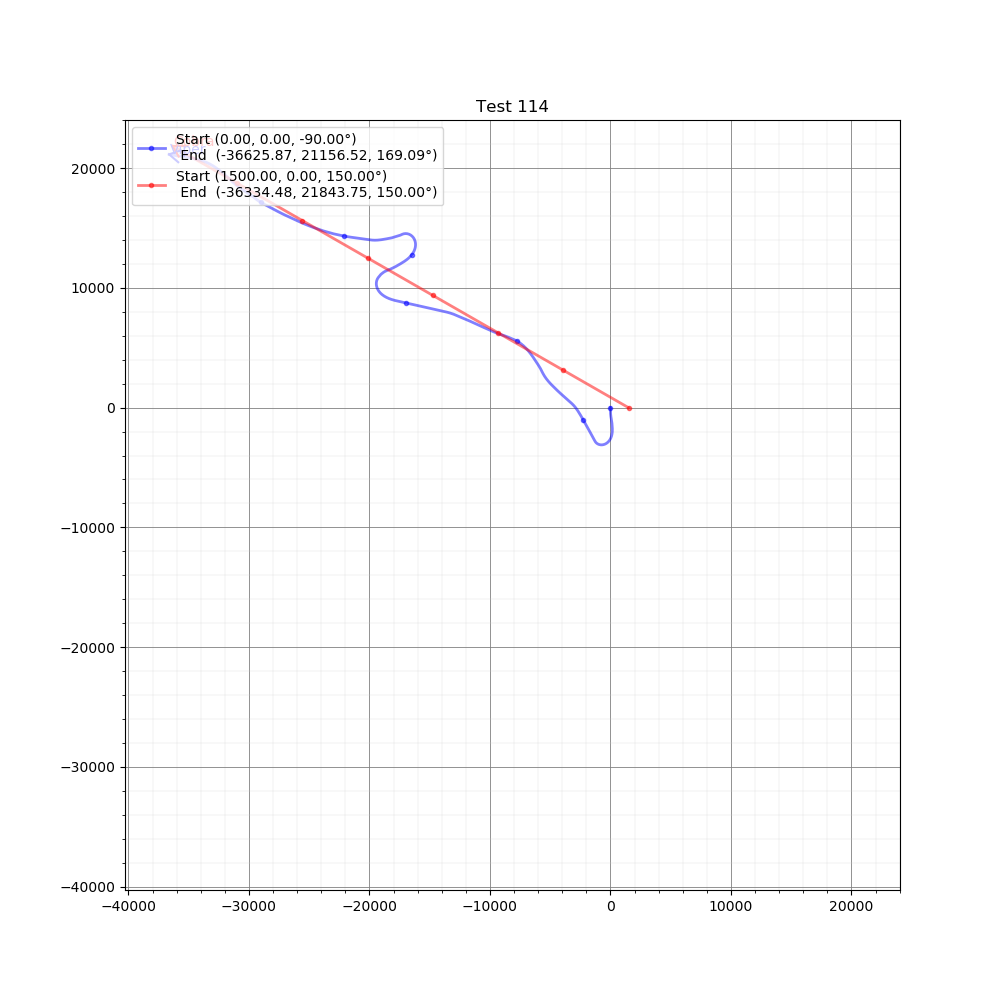 Test 114
Start (0.00, 0.00, -90.00°)
End (-36625.87, 21156.52, 169.09°)
Start (1500.00, 0.00, 150.00°)
End (-36334.48, 21843.75, 150.00°)
20000
10000
0
−10000
−20000
−30000
−40000
−40000 −30000 −20000 −10000 0 10000 20000